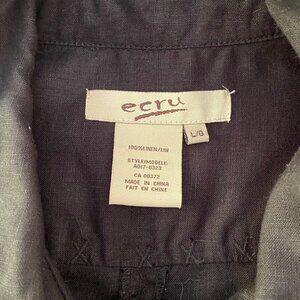 ecru
L/G
100%LINEN/LIN
STYLE/MODELE:
A017-0323
CA 00372
MADE IN CHINA
FAIT EN CHINE